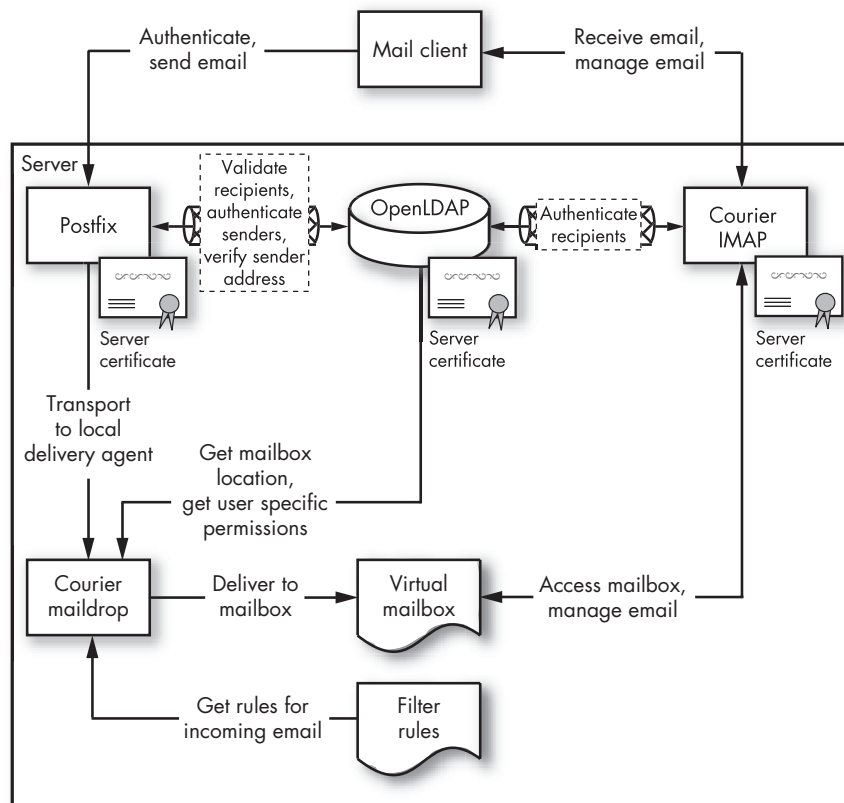 Authenticate,
send email
Mail client
Receive email,
manage email
Server
Postfix
Validate
recipients,
authenticate
senders,
verify sender
address
OpenLDAP
Authenticate
recipients
Courier
IMAP
Server
certificate
Server
certificate
Server
certificate
Transport
to local
delivery agent
Get mailbox
location,
get user specific
permissions
Courier
maildrop
Deliver to
mailbox
Virtual
mailbox
Access mailbox,
manage email
Get rules for
incoming email
Filter
rules